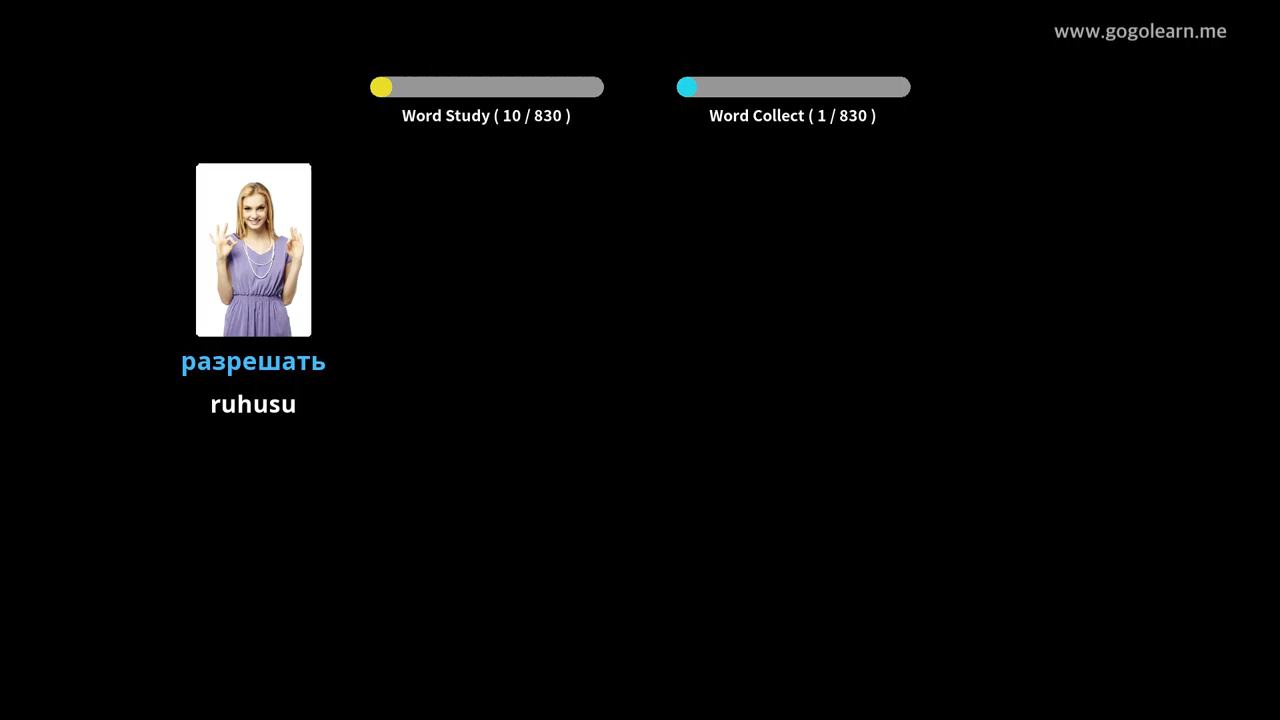 www.gogolearn.me
Word Study ( 10 / 830 )
Word Collect ( 1 / 830 )
разрешать
ruhusu